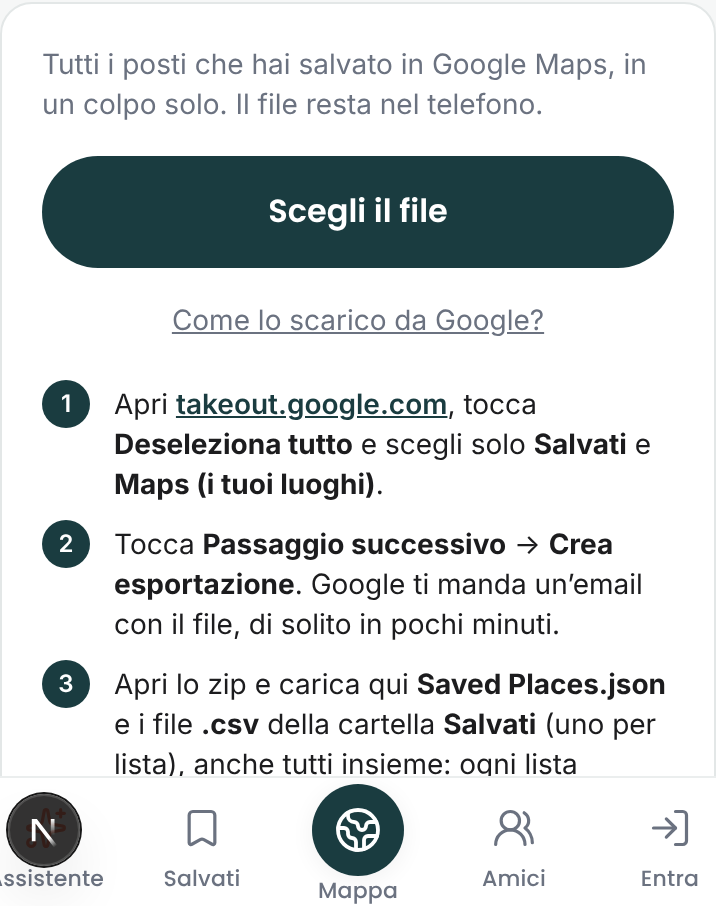 Tutti i posti che hai salvato in Google Maps, in
un colpo solo. Il file resta nel telefono.
Scegli il file
Come lo scarico da Google?
1 Apri takeout.google.com, tocca
Deseleziona tutto e scegli solo Salvati e
Maps (i tuoi luoghi).
2 Tocca Passaggio successivo → Crea
esportazione. Google ti manda un’email
con il file, di solito in pochi minuti.
3 Apri lo zip e carica qui Saved Places.json
e i file .csv della cartella Salvati (uno per
lista), anche tutti insieme: ogni lista
N
Assistente Salvati Mappa Amici Entra